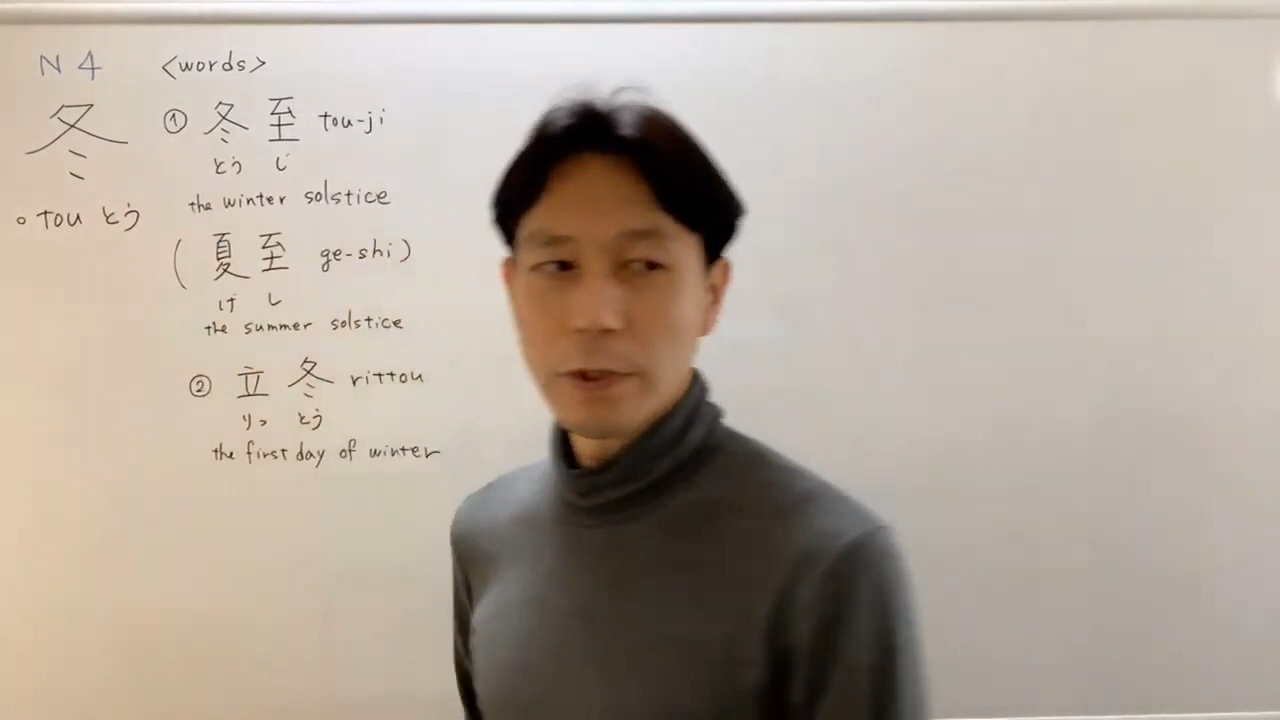 N4 <words>
冬 ① 冬至 tou-ji
とう じ
。tou とう the winter solstice
(夏至 ge-shi)
げ し
the summer solstice
② 立冬 rittou
りっ とう
the first day of winter